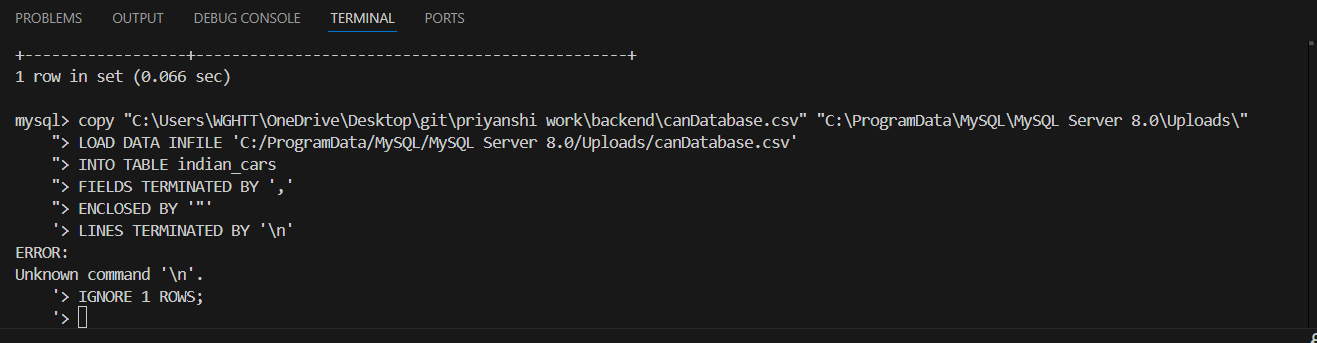 PROBLEMS OUTPUT DEBUG CONSOLE TERMINAL PORTS
+------------------+------------------------------------------------+
1 row in set (0.066 sec)
mysql> copy "C:\Users\WGHTT\OneDrive\Desktop\git\priyanshi work\backend\canDatabase.csv" "C:\ProgramData\MySQL\MySQL Server 8.0\Uploads\"
"> LOAD DATA INFILE 'C:/ProgramData/MySQL/MySQL Server 8.0/Uploads/canDatabase.csv'
"> INTO TABLE indian_cars
"> FIELDS TERMINATED BY ','
"> ENCLOSED BY '"'
'> LINES TERMINATED BY '\n'
ERROR:
Unknown command '\n'.
'> IGNORE 1 ROWS;
'>